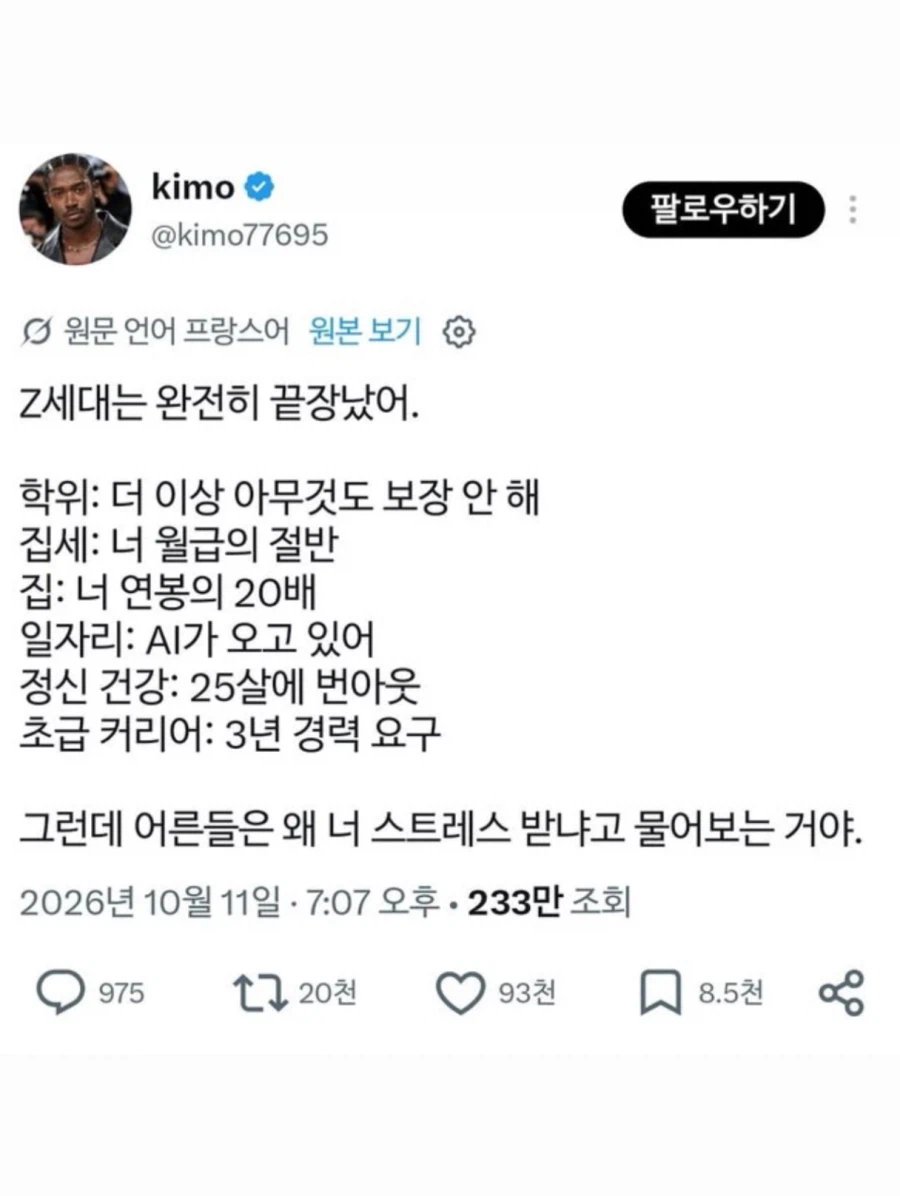 kimo
팔로우하기
@kimo77695
원문 언어 프랑스어 원본 보기
Z세대는 완전히 끝장났어.
학위: 더 이상 아무것도 보장 안 해
집세: 너 월급의 절반
집: 너 연봉의 20배
일자리: AI가 오고 있어
정신 건강: 25살에 번아웃
초급 커리어: 3년 경력 요구
그런데 어른들은 왜 너 스트레스 받냐고 물어보는 거야.
2026년 10월 11일 · 7:07 오후 · 233만 조회
975 20천 93천 8.5천